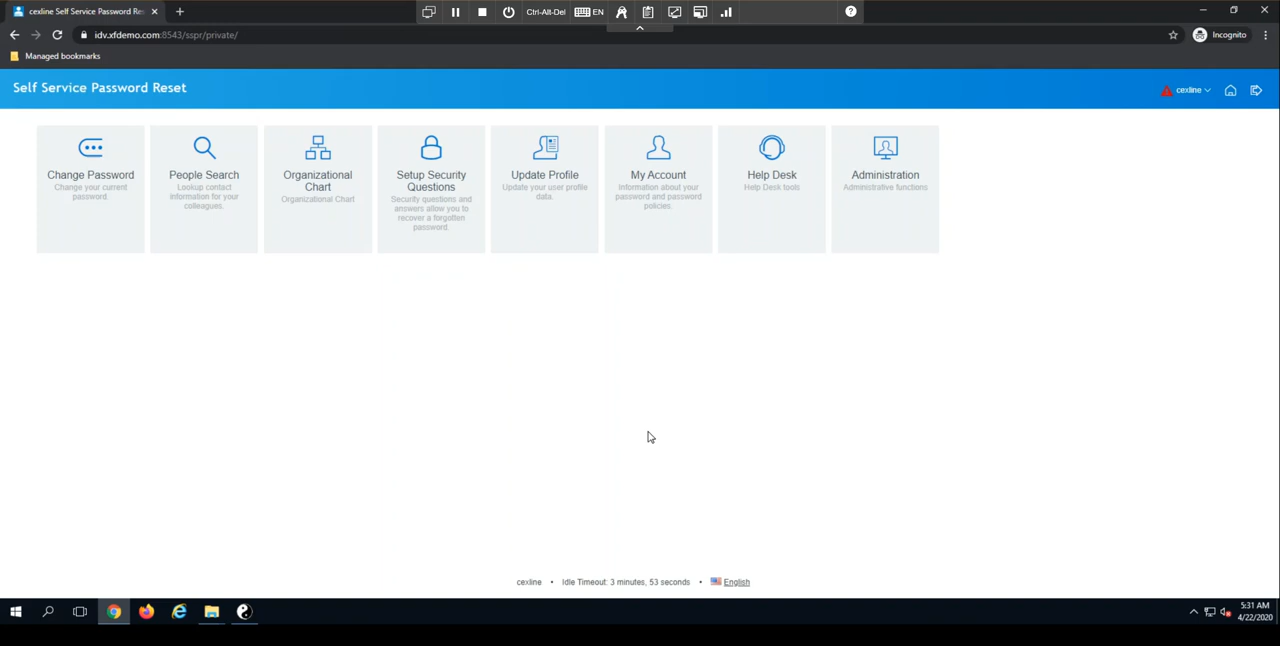 cexline Self Service Password Res
Ctrl-Alt-Del
EN
idv.xfdemo.com:8543/sspr/private/
Incognito
Managed bookmarks
Self Service Password Reset
cexline
Change Password
Change your current
password.
People Search
Lookup contact
information for your
colleagues.
Organizational
Chart
Organizational Chart
Setup Security
Questions
Security questions and
answers allow you to
recover a forgotten
password.
Update Profile
Update your user profile
data.
My Account
Information about your
password and password
policies.
Help Desk
Help Desk tools
Administration
Administrative functions
cexline • Idle Timeout: 3 minutes, 53 seconds • English
5:31 AM
4/22/2020